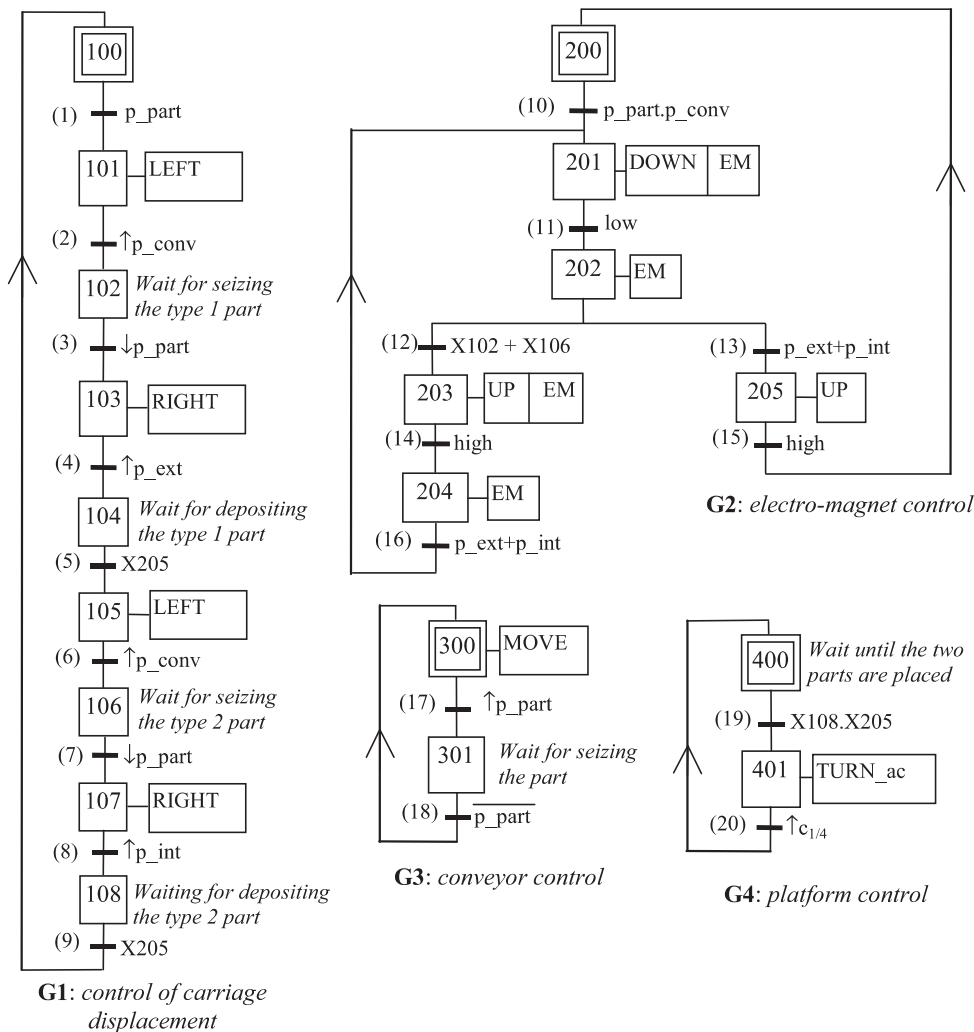 100
(1) p_part
101 LEFT
(2) ↑p_conv
102 Wait for seizing
the type 1 part
(3) ↓p_part
103 RIGHT
(4) ↑p_ext
104 Wait for depositing
the type 1 part
(5) X205
105 LEFT
(6) ↑p_conv
106 Wait for seizing
the type 2 part
(7) ↓p_part
107 RIGHT
(8) ↑p_int
108 Waiting for depositing
the type 2 part
(9) X205
G1: control of carriage
displacement
200
(10) p_part.p_conv
201 DOWN EM
(11) low
202 EM
(12) X102 + X106
203 UP EM
(14) high
204 EM
(16) p_ext+p_int
(13) p_ext+p_int
205 UP
(15) high
G2: electro-magnet control
300 MOVE
(17) ↑p_part
301 Wait for seizing
the part
(18) p̅_̅p̅a̅r̅t̅
G3: conveyor control
400 Wait until the two
parts are placed
(19) X108.X205
401 TURN_ac
(20) ↑c1/4
G4: platform control